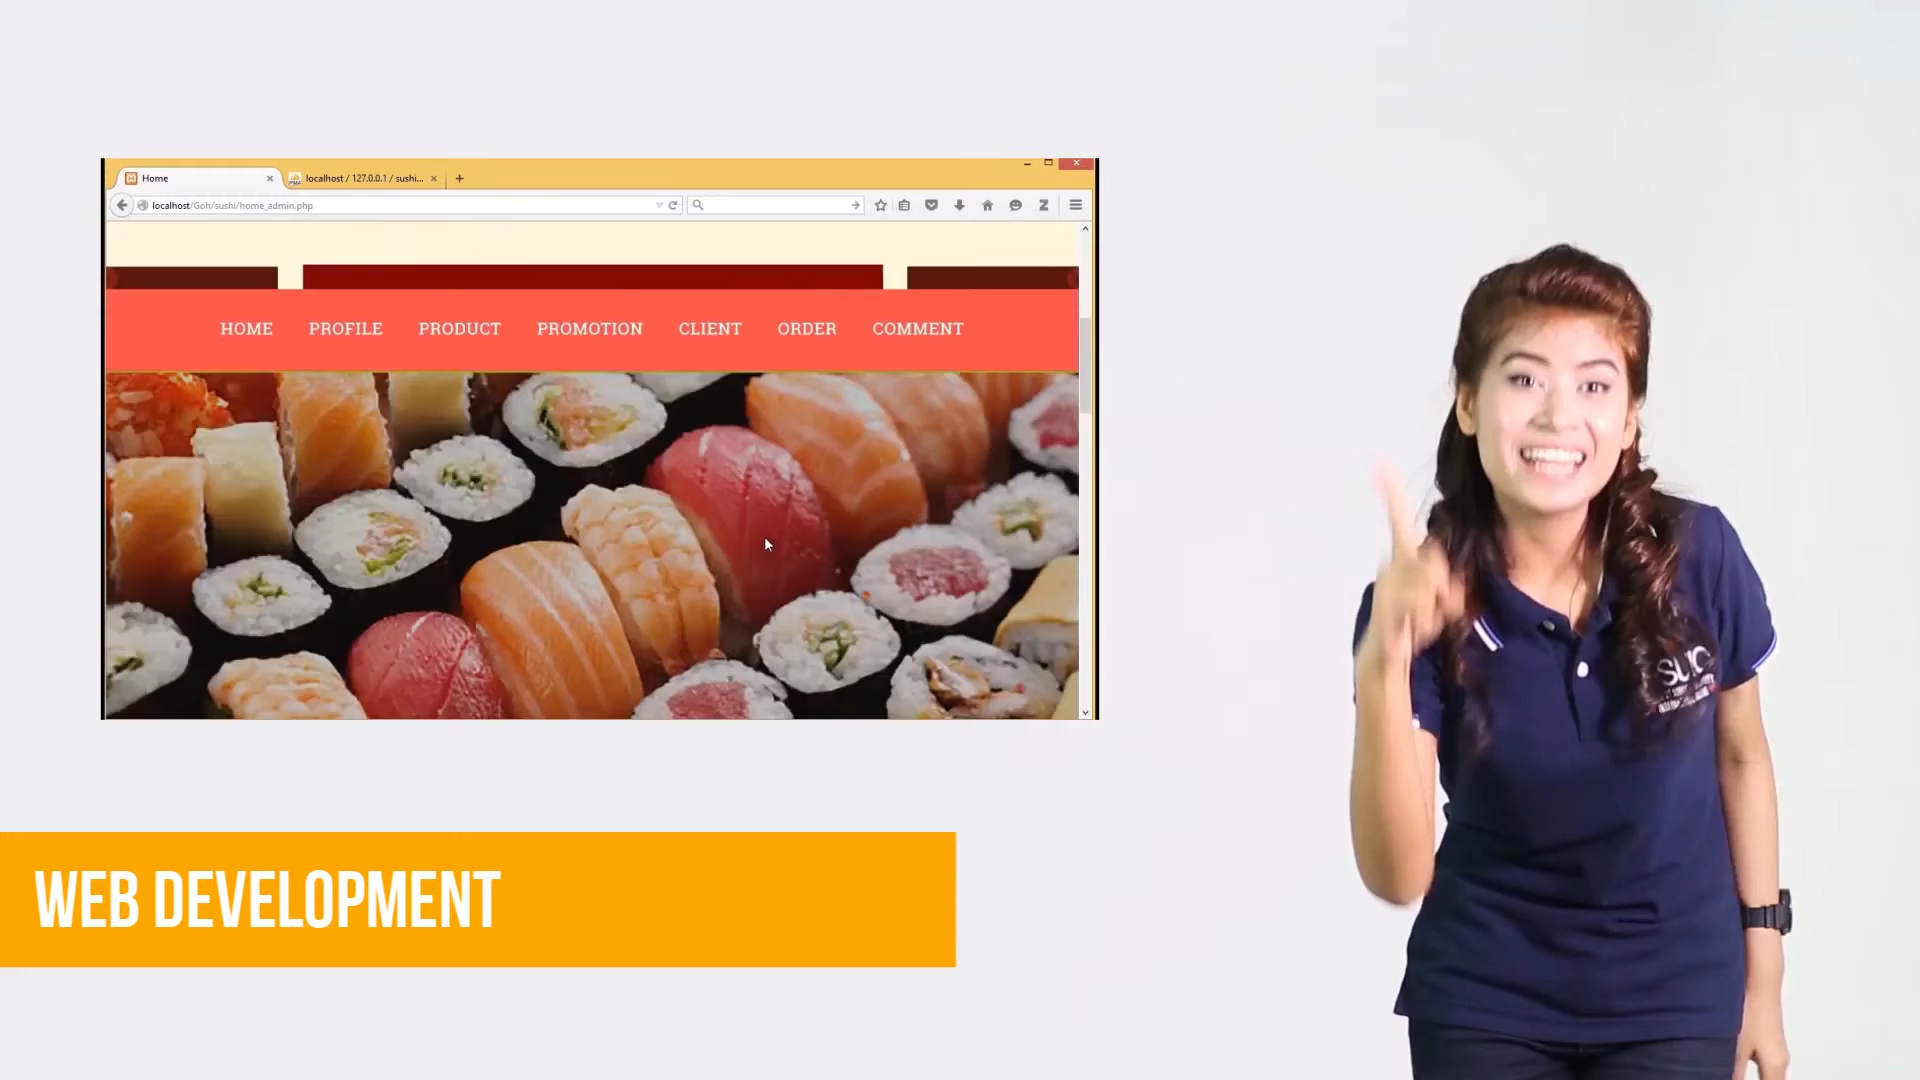 Home
localhost / 127.0.0.1 / sushi...
localhost/Goh/sushi/home_admin.php
HOME PROFILE PRODUCT PROMOTION CLIENT ORDER COMMENT
WEB DEVELOPMENT